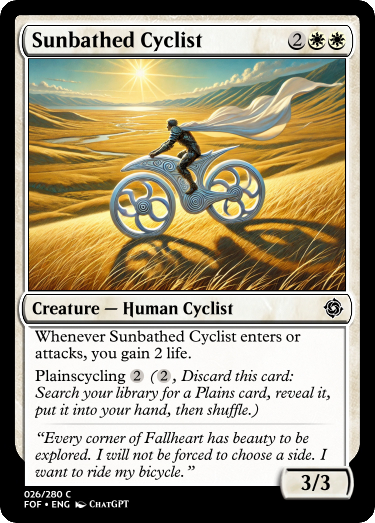 Sunbathed Cyclist 2
Creature — Human Cyclist
Whenever Sunbathed Cyclist enters or
attacks, you gain 2 life.
Plainscycling 2 (2, Discard this card:
Search your library for a Plains card, reveal it,
put it into your hand, then shuffle.)
“Every corner of Fallheart has beauty to be
explored. I will not be forced to choose a side. I
want to ride my bicycle.”
3/3
026/280 C
FOF • ENG ChatGPT